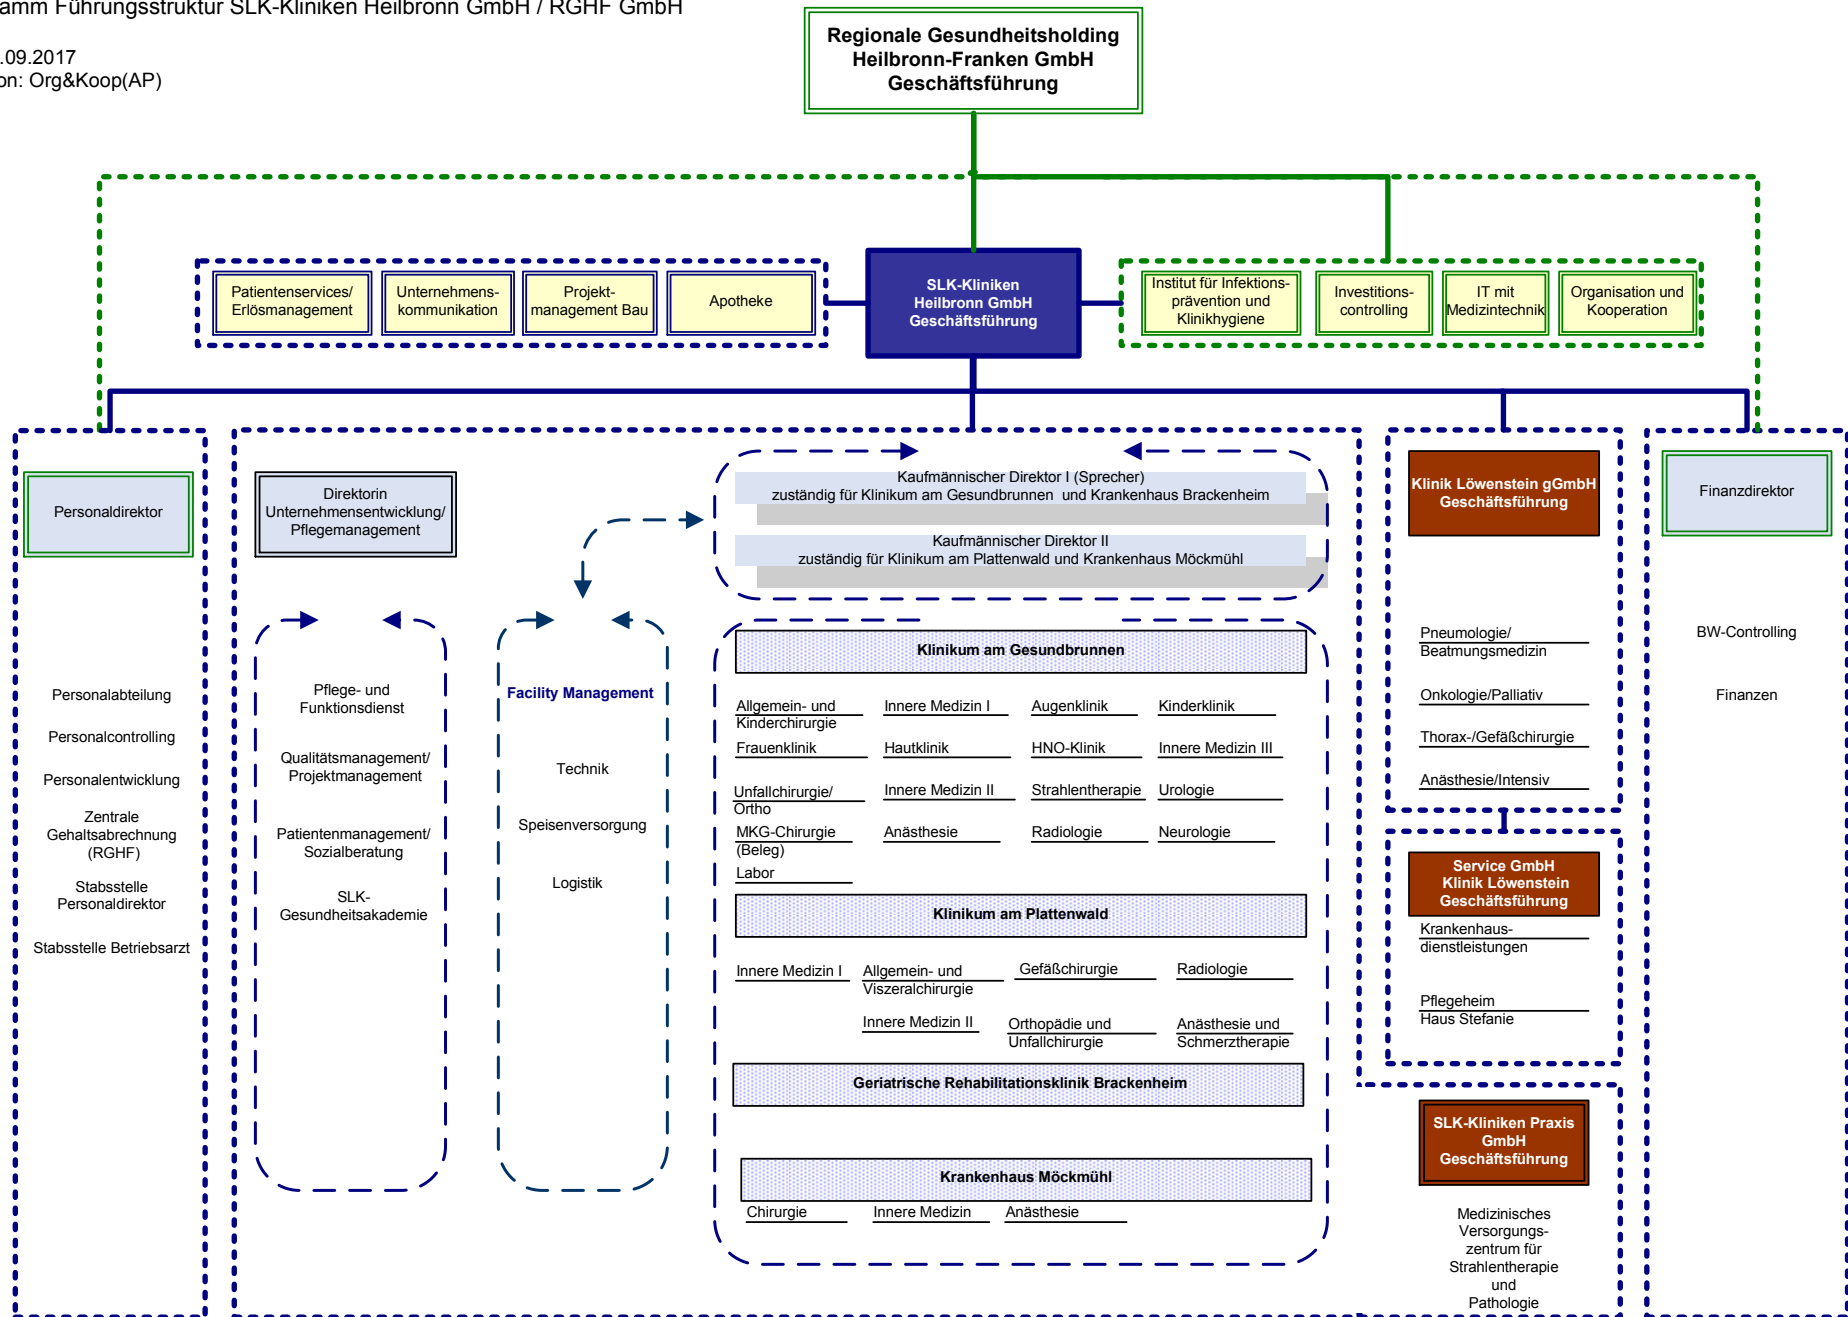 amm Führungsstruktur SLK-Kliniken Heilbronn GmbH / RGHF GmbH
.09.2017
on: Org&Koop(AP)
Regionale Gesundheitsholding
Heilbronn-Franken GmbH
Geschäftsführung
Patientenservices/
Erlösmanagement
Unternehmens-
kommunikation
Projekt-
management Bau
Apotheke
SLK-Kliniken
Heilbronn GmbH
Geschäftsführung
Institut für Infektions-
prävention und
Klinikhygiene
Investitions-
controlling
IT mit
Medizintechnik
Organisation und
Kooperation
Personaldirektor
Personalabteilung
Personalcontrolling
Personalentwicklung
Zentrale
Gehaltsabrechnung
(RGHF)
Stabsstelle
Personaldirektor
Stabsstelle Betriebsarzt
Direktorin
Unternehmensentwicklung/
Pflegemanagement
Pflege- und
Funktionsdienst
Qualitätsmanagement/
Projektmanagement
Patientenmanagement/
Sozialberatung
SLK-
Gesundheitsakademie
Facility Management
Technik
Speisenversorgung
Logistik
Kaufmännischer Direktor I (Sprecher)
zuständig für Klinikum am Gesundbrunnen und Krankenhaus Brackenheim
Kaufmännischer Direktor II
zuständig für Klinikum am Plattenwald und Krankenhaus Möckmühl
Klinikum am Gesundbrunnen
Allgemein- und
Kinderchirurgie
Innere Medizin I
Augenklinik
Kinderklinik
Frauenklinik
Hautklinik
HNO-Klinik
Innere Medizin III
Unfallchirurgie/
Ortho
Innere Medizin II
Strahlentherapie
Urologie
MKG-Chirurgie
(Beleg)
Anästhesie
Radiologie
Neurologie
Labor
Klinikum am Plattenwald
Innere Medizin I
Allgemein- und
Viszeralchirurgie
Gefäßchirurgie
Radiologie
Innere Medizin II
Orthopädie und
Unfallchirurgie
Anästhesie und
Schmerztherapie
Geriatrische Rehabilitationsklinik Brackenheim
Krankenhaus Möckmühl
Chirurgie
Innere Medizin
Anästhesie
Klinik Löwenstein gGmbH
Geschäftsführung
Pneumologie/
Beatmungsmedizin
Onkologie/Palliativ
Thorax-/Gefäßchirurgie
Anästhesie/Intensiv
Service GmbH
Klinik Löwenstein
Geschäftsführung
Krankenhaus-
dienstleistungen
Pflegeheim
Haus Stefanie
SLK-Kliniken Praxis
GmbH
Geschäftsführung
Medizinisches
Versorgungs-
zentrum für
Strahlentherapie
und
Pathologie
Finanzdirektor
BW-Controlling
Finanzen